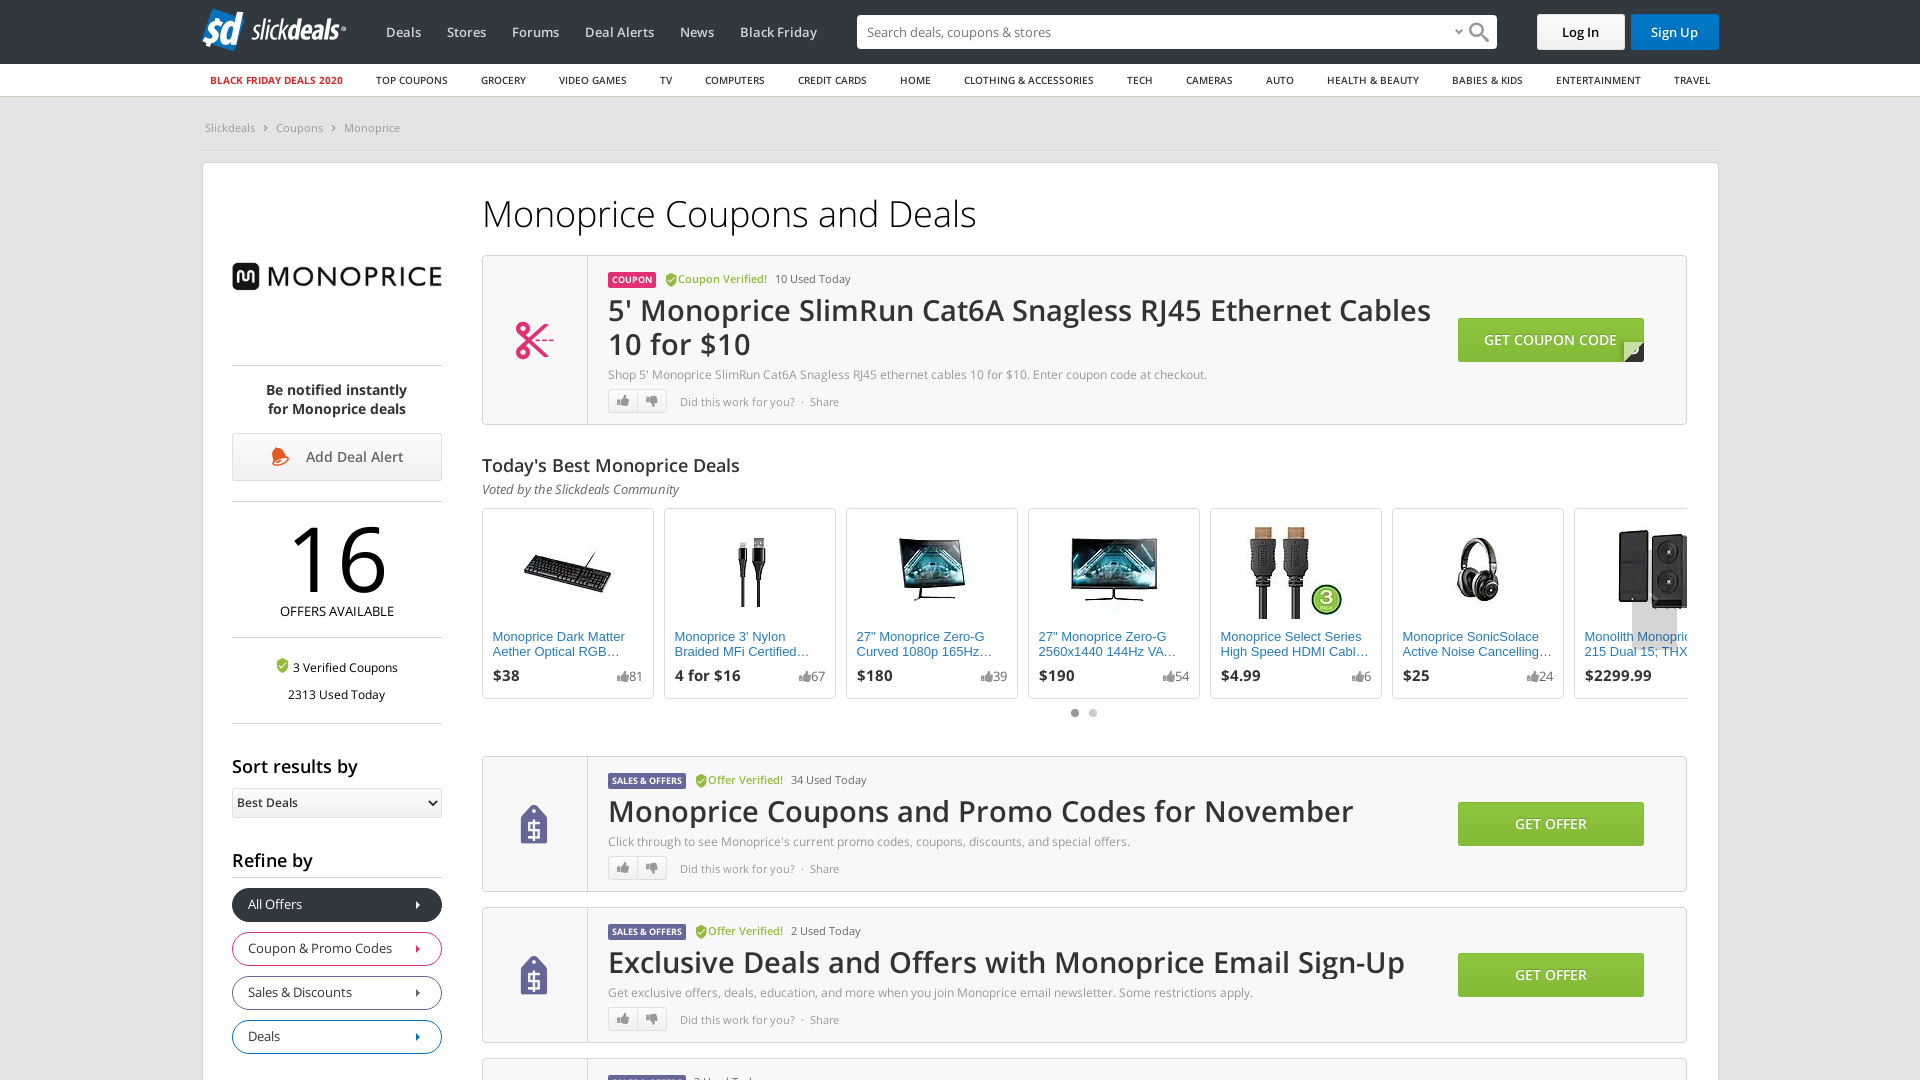 sd slickdeals
Deals
Stores
Forums
Deal Alerts
News
Black Friday
Search deals, coupons & stores
Log In
Sign Up
BLACK FRIDAY DEALS 2020
TOP COUPONS
GROCERY
VIDEO GAMES
TV
COMPUTERS
CREDIT CARDS
HOME
CLOTHING & ACCESSORIES
TECH
CAMERAS
AUTO
HEALTH & BEAUTY
BABIES & KIDS
ENTERTAINMENT
TRAVEL
Slickdeals > Coupons > Monoprice
MONOPRICE
Be notified instantly
for Monoprice deals
Add Deal Alert
16
OFFERS AVAILABLE
3 Verified Coupons
2313 Used Today
Sort results by
Best Deals
Refine by
All Offers
Coupon & Promo Codes
Sales & Discounts
Deals
Monoprice Coupons and Deals
COUPON Coupon Verified! 10 Used Today
5' Monoprice SlimRun Cat6A Snagless RJ45 Ethernet Cables
10 for $10
Shop 5' Monoprice SlimRun Cat6A Snagless RJ45 ethernet cables 10 for $10. Enter coupon code at checkout.
Did this work for you? · Share
GET COUPON CODE
Today's Best Monoprice Deals
Voted by the Slickdeals Community
Monoprice Dark Matter
Aether Optical RGB…
$38
81
Monoprice 3' Nylon
Braided MFi Certified…
4 for $16
67
27" Monoprice Zero-G
Curved 1080p 165Hz…
$180
39
27" Monoprice Zero-G
2560x1440 144Hz VA…
$190
54
3
PACK
Monoprice Select Series
High Speed HDMI Cabl…
$4.99
6
Monoprice SonicSolace
Active Noise Cancelling…
$25
24
Monolith Monopric
215 Dual 15; THX
$2299.99
SALES & OFFERS Offer Verified! 34 Used Today
Monoprice Coupons and Promo Codes for November
Click through to see Monoprice's current promo codes, coupons, discounts, and special offers.
Did this work for you? · Share
GET OFFER
SALES & OFFERS Offer Verified! 2 Used Today
Exclusive Deals and Offers with Monoprice Email Sign-Up
Get exclusive offers, deals, education, and more when you join Monoprice email newsletter. Some restrictions apply.
Did this work for you? · Share
GET OFFER